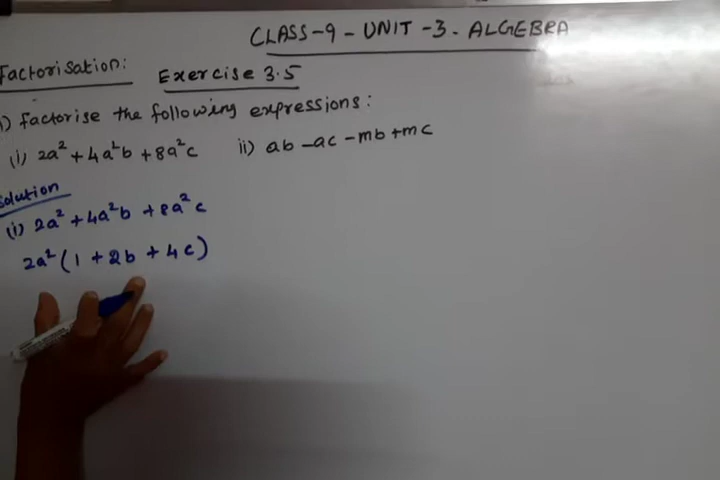 CLASS-9-UNIT-3. ALGEBRA
Factorisation: Exercise 3.5
1) factorise the following expressions:
(i) 2a² + 4a²b + 8a²c ii) ab - ac - mb + mc
solution
(i) 2a² + 4a²b + 8a²c
2a² (1 + 2b + 4c)